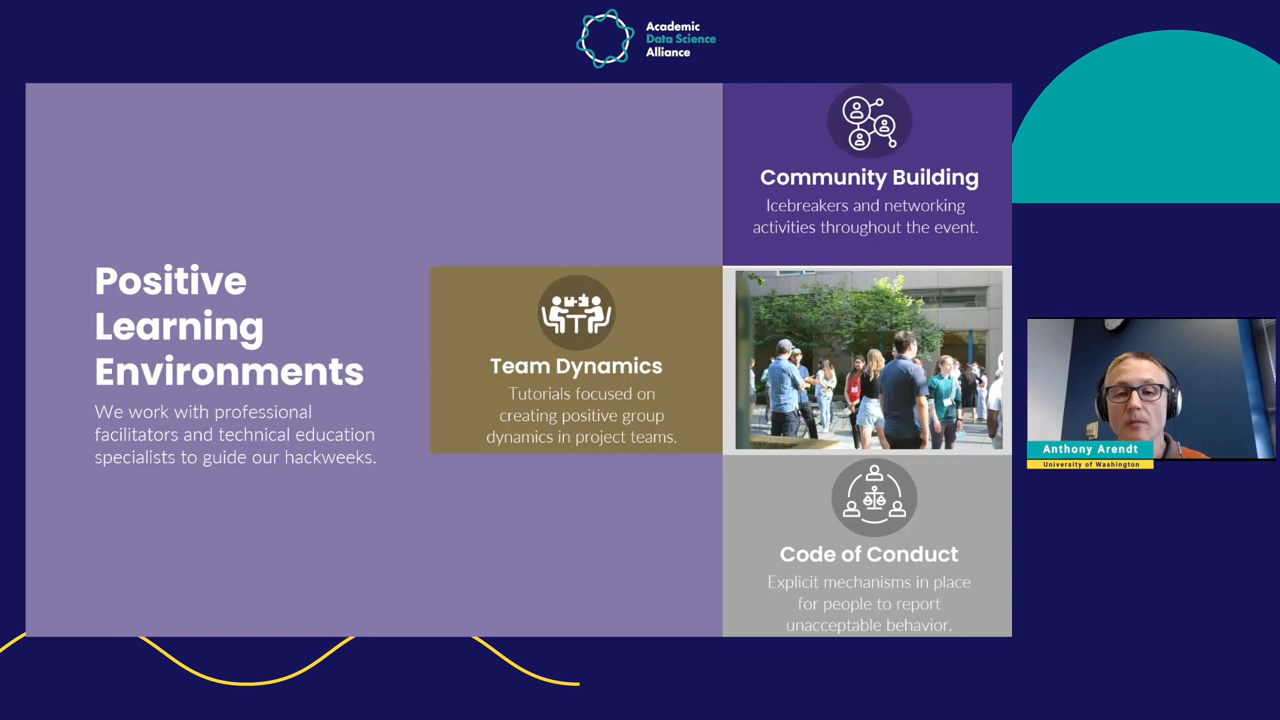 Academic
Data Science
Alliance
Positive
Learning
Environments
We work with professional
facilitators and technical education
specialists to guide our hackweeks.
Team Dynamics
Tutorials focused on
creating positive group
dynamics in project teams.
Community Building
Icebreakers and networking
activities throughout the event.
Code of Conduct
Explicit mechanisms in place
for people to report
unacceptable behavior.
Anthony Arendt
University of Washington